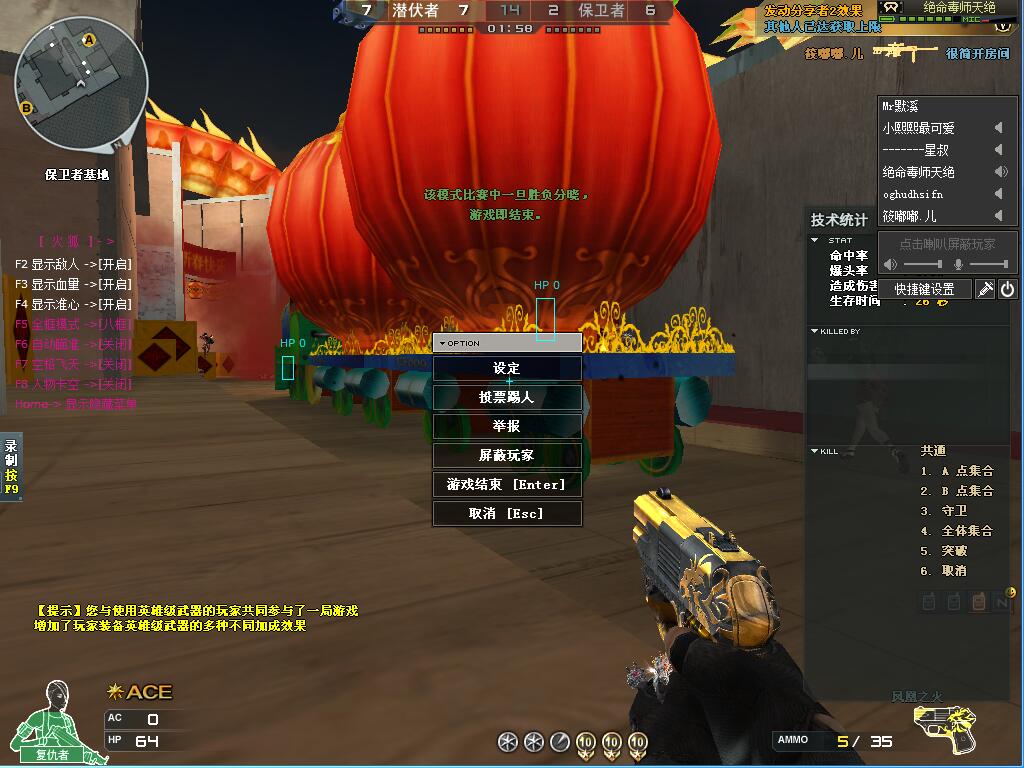 7 潜伏者 7 14 2 保卫者 6
01:58
发动分享者2效果
其他人已达获取上限
绝命毒师天绝
MIC
筱嘟嘟.儿 很简开房间
A
B
N
保卫者基地
Mr默溪
小熙熙最可爱
-------星叔
绝命毒师天绝
oghudhsifn
筱嘟嘟.儿
点击喇叭屏蔽玩家
快捷键设置
该模式比赛中一旦胜负分晓，
游戏即结束。
技术统计
STAT
命中率
爆头率
造成伤害
生存时间 : 26 秒
KILLED BY
KILL
[ 火狐 ]->
F2 显示敌人 ->[开启]
F3 显示血量 ->[开启]
F4 显示准心 ->[开启]
F5 全框模式 ->[八框]
F6 自动瞄准 ->[关闭]
F7 空格飞天 ->[关闭]
F8 人物卡空 ->[关闭]
Home-> 显示隐藏菜单
HP 0
HP 0
OPTION
设定
投票踢人
举报
屏蔽玩家
游戏结束 [Enter]
取消 [Esc]
录制按F9
共通
1. A 点集合
2. B 点集合
3. 守卫
4. 全体集合
5. 突破
6. 取消
【提示】您与使用英雄级武器的玩家共同参与了一局游戏
增加了玩家装备英雄级武器的多种不同加成效果
ACE
AC 0
HP 64
复仇者
10 10 10
凤凰之火
AMMO 5/ 35